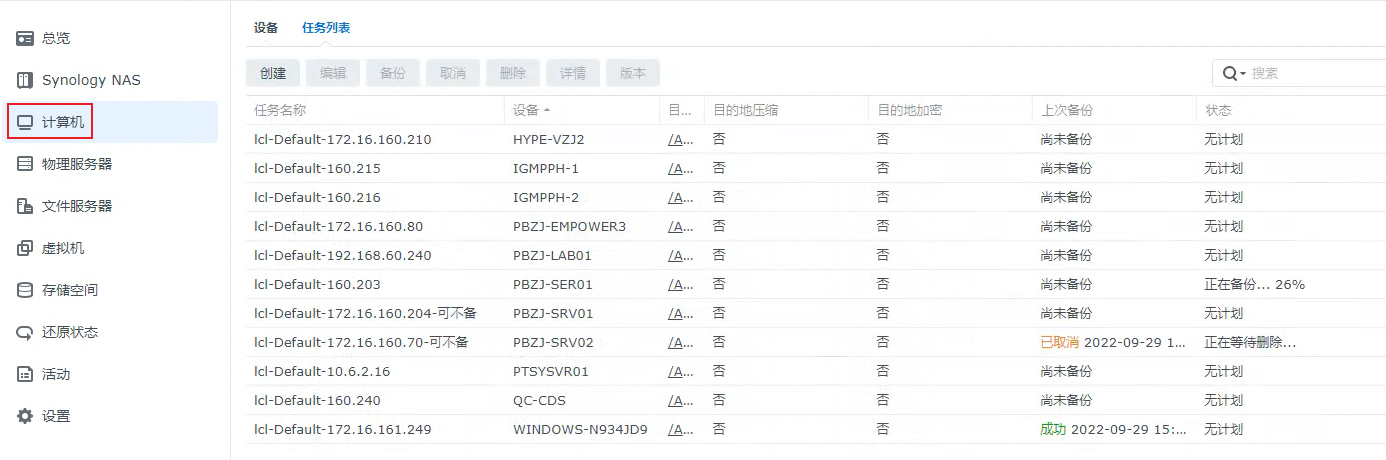 总览
Synology NAS
计算机
物理服务器
文件服务器
虚拟机
存储空间
还原状态
活动
设置
设备 任务列表
创建 编辑 备份 取消 删除 详情 版本 搜索
任务名称 设备 目... 目的地压缩 目的地加密 上次备份 状态
lcl-Default-172.16.160.210 HYPE-VZJ2 /A... 否 否 尚未备份 无计划
lcl-Default-160.215 IGMPPH-1 /A... 否 否 尚未备份 无计划
lcl-Default-160.216 IGMPPH-2 /A... 否 否 尚未备份 无计划
lcl-Default-172.16.160.80 PBZJ-EMPOWER3 /A... 否 否 尚未备份 无计划
lcl-Default-192.168.60.240 PBZJ-LAB01 /A... 否 否 尚未备份 无计划
lcl-Default-160.203 PBZJ-SER01 /A... 否 否 尚未备份 正在备份... 26%
lcl-Default-172.16.160.204-可不备 PBZJ-SRV01 /A... 否 否 尚未备份 无计划
lcl-Default-172.16.160.70-可不备 PBZJ-SRV02 /A... 否 否 已取消 2022-09-29 1... 正在等待删除...
lcl-Default-10.6.2.16 PTSYSVR01 /A... 否 否 尚未备份 无计划
lcl-Default-160.240 QC-CDS /A... 否 否 尚未备份 无计划
lcl-Default-172.16.161.249 WINDOWS-N934JD9 /A... 否 否 成功 2022-09-29 15:... 无计划